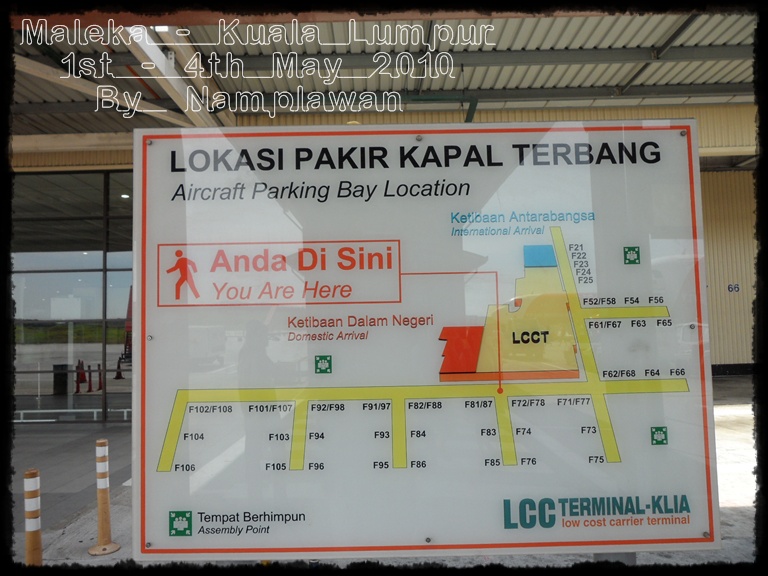 Maleka - Kuala Lumpur
1st - 4th May 2010
By Namplawan
LOKASI PAKIR KAPAL TERBANG
Aircraft Parking Bay Location
Ketibaan Antarabangsa
International Arrival
Anda Di Sini
You Are Here
F21
F22
F23
F24
F25
66
F52/F58 F54 F56
Ketibaan Dalam Negeri
Domestic Arrival
LCCT
F61/F67 F63 F65
F62/F68 F64 F66
F102/F108 F101/F107 F92/F98 F91/97 F82/F88 F81/87 F72/F78 F71/F77
F104 F103 F94 F93 F84 F83 F74 F73
F106 F105 F96 F95 F86 F85 F76 F75
Tempat Berhimpun
Assembly Point
LCC TERMINAL-KLIA
low cost carrier terminal